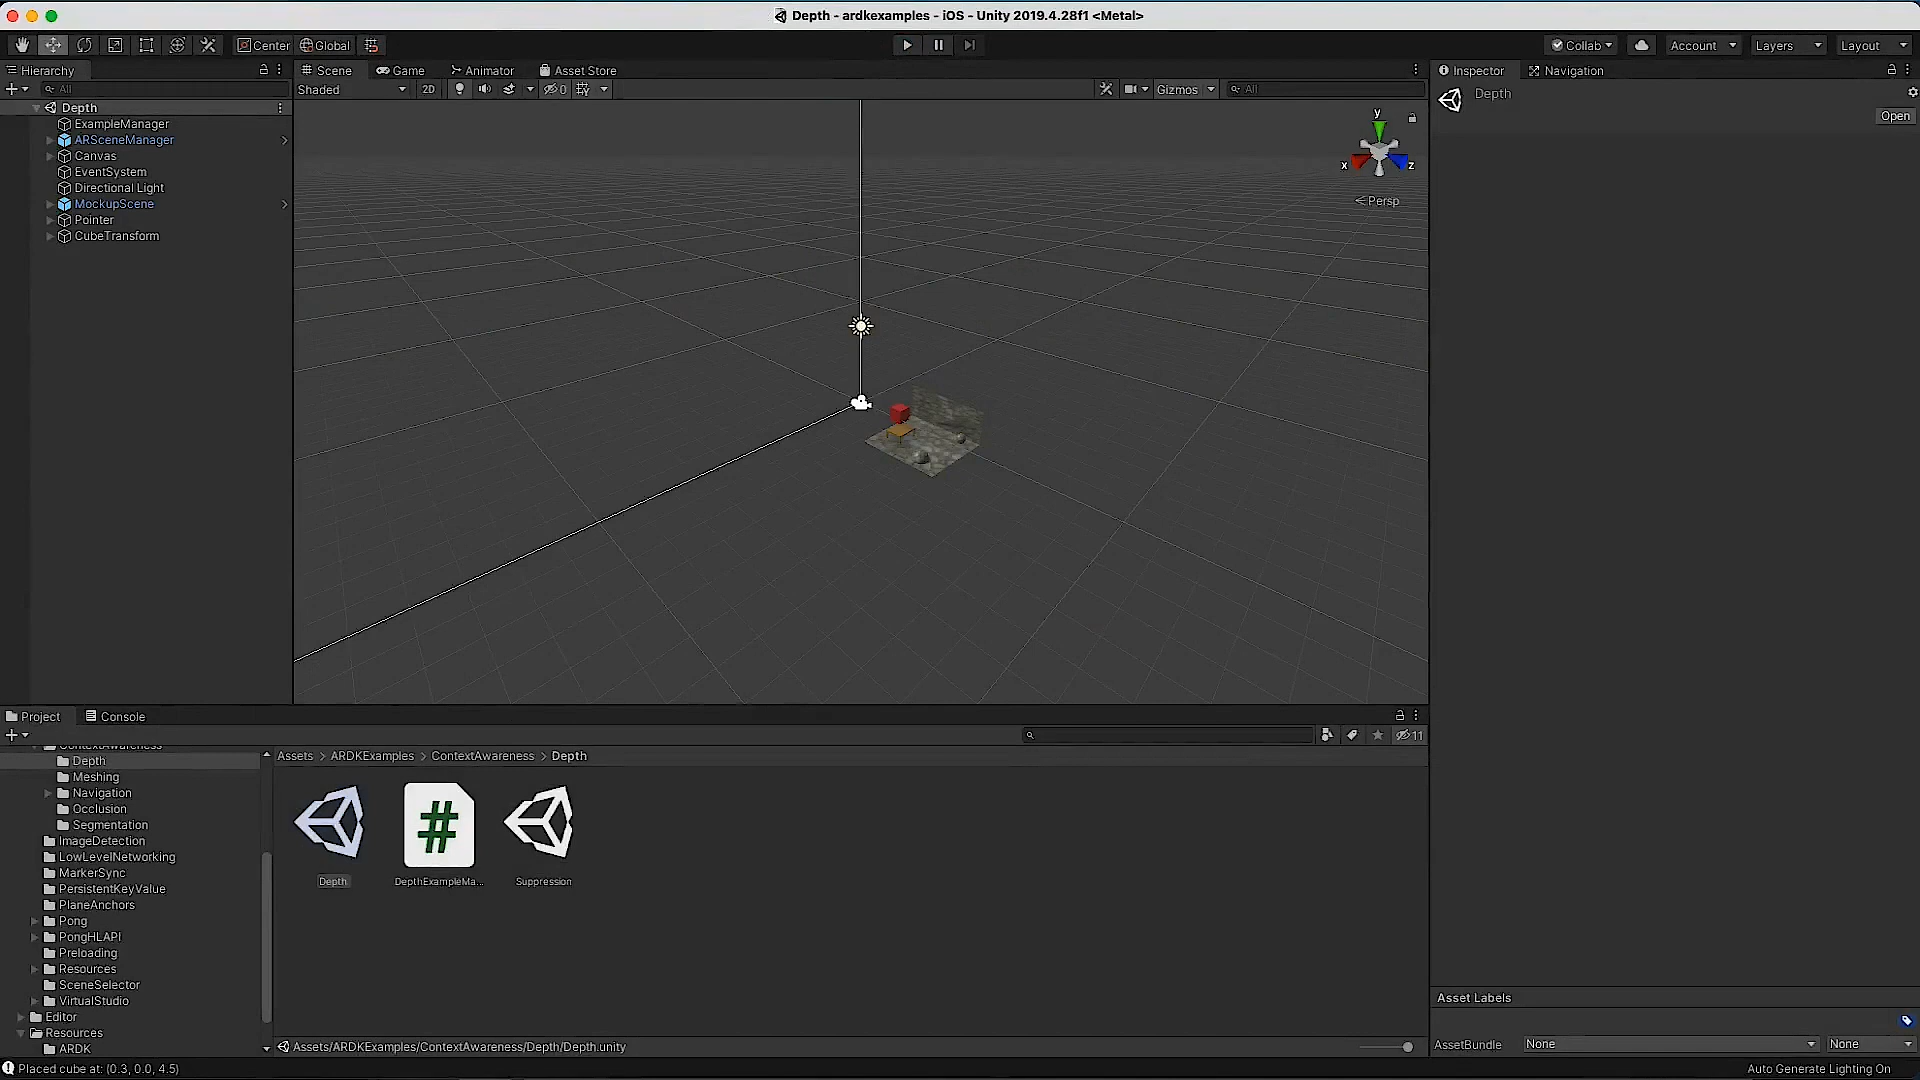 Depth - ardkexamples - iOS - Unity 2019.4.28f1 <Metal>
Center Global Collab Account Layers Layout
Hierarchy Scene Game Animator Asset Store Inspector Navigation
All Shaded 2D 0 Gizmos All
Depth
Open
Depth
ExampleManager
ARSceneManager
Canvas
EventSystem
Directional Light
MockupScene
Pointer
CubeTransform
y
x z
Persp
Project Console
11
ContextAwareness
Depth
Meshing
Navigation
Occlusion
Segmentation
ImageDetection
LowLevelNetworking
MarkerSync
PersistentKeyValue
PlaneAnchors
Pong
PongHLAPI
Preloading
Resources
SceneSelector
VirtualStudio
Editor
Resources
ARDK
Assets > ARDKExamples > ContextAwareness > Depth
#
Depth DepthExampleMa... Suppression
Assets/ARDKExamples/ContextAwareness/Depth/Depth.unity
Asset Labels
AssetBundle None None
Placed cube at: (0.3, 0.0, 4.5)
Auto Generate Lighting On